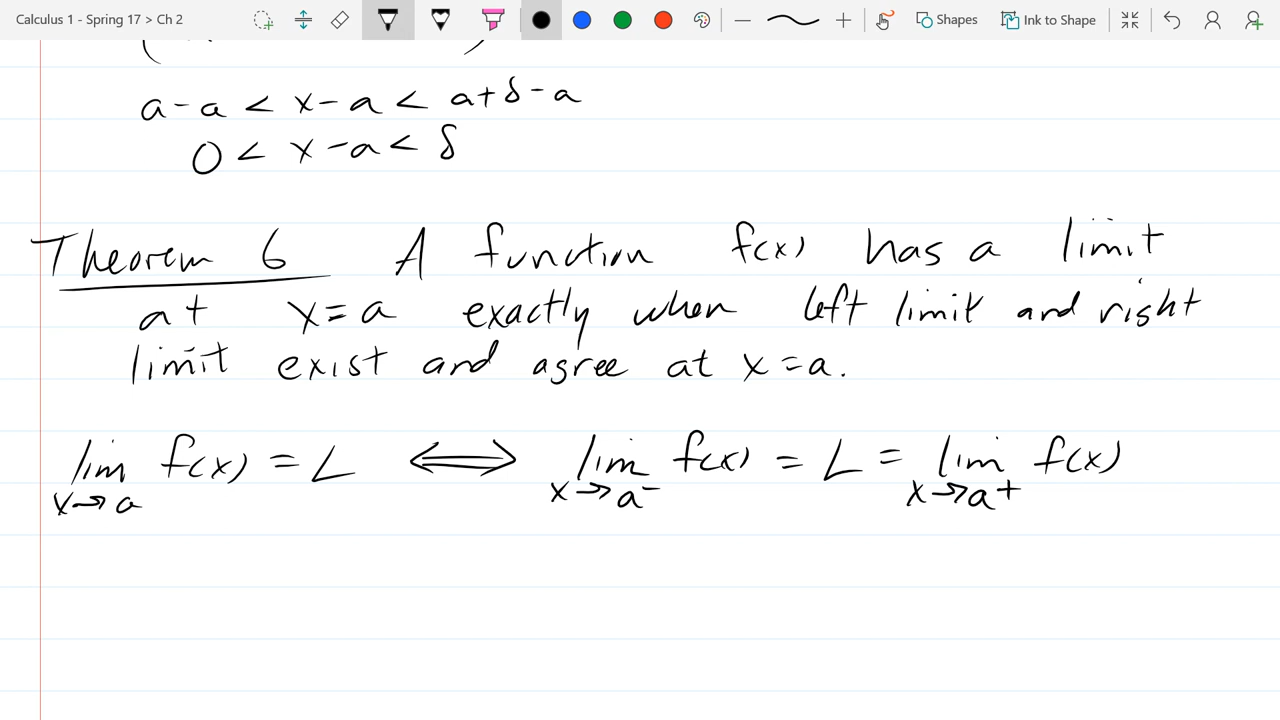 Calculus 1 - Spring 17 > Ch 2
Shapes
Ink to Shape
a-a < x-a < a+δ-a
0 < x-a < δ
Theorem 6 A function f(x) has a limit
at x=a exactly when left limit and right
limit exist and agree at x=a.
lim f(x) = L ⟺ lim f(x) = L = lim f(x)
x→a x→a⁻ x→a⁺